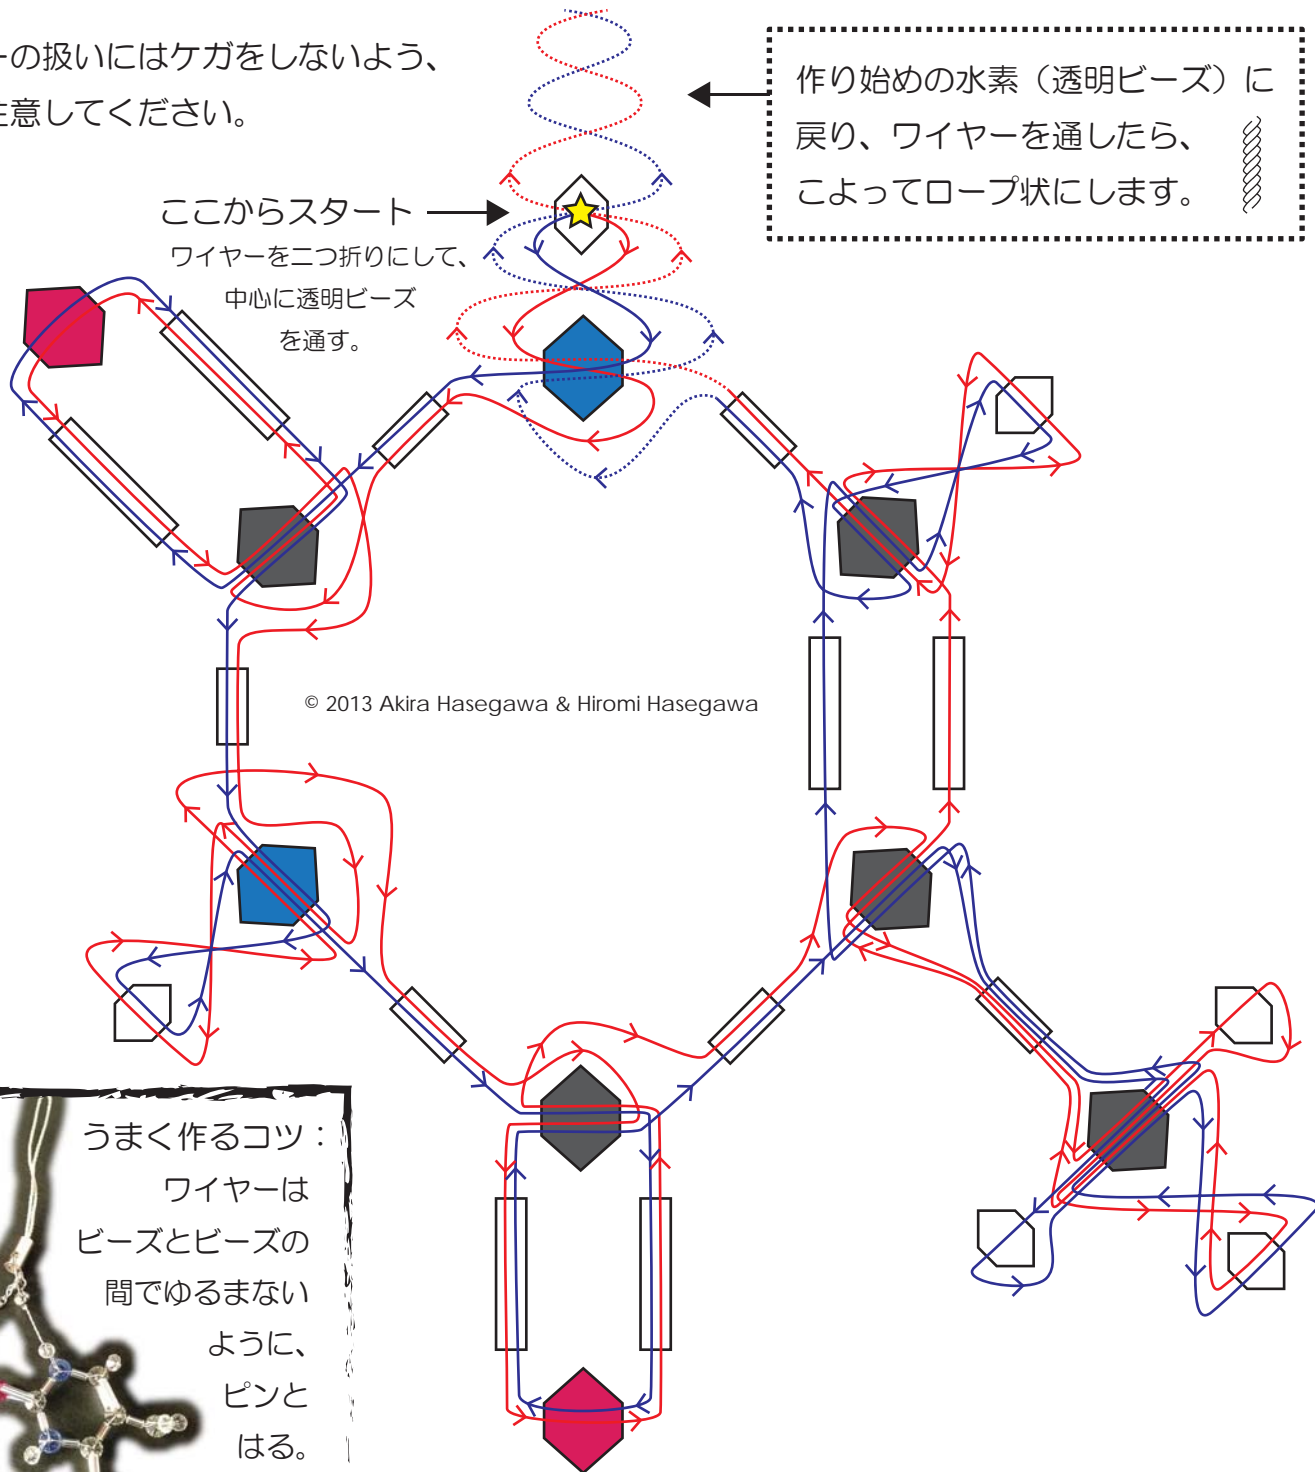 ーの扱いにはケガをしないよう、
注意してください。
作り始めの水素（透明ビーズ）に
戻り、ワイヤーを通したら、
こよってロープ状にします。
ここからスタート
ワイヤーを二つ折りにして、
中心に透明ビーズ
を通す。
© 2013 Akira Hasegawa & Hiromi Hasegawa
うまく作るコツ：
ワイヤーは
ビーズとビーズの
間でゆるまない
ように、
ピンと
はる。